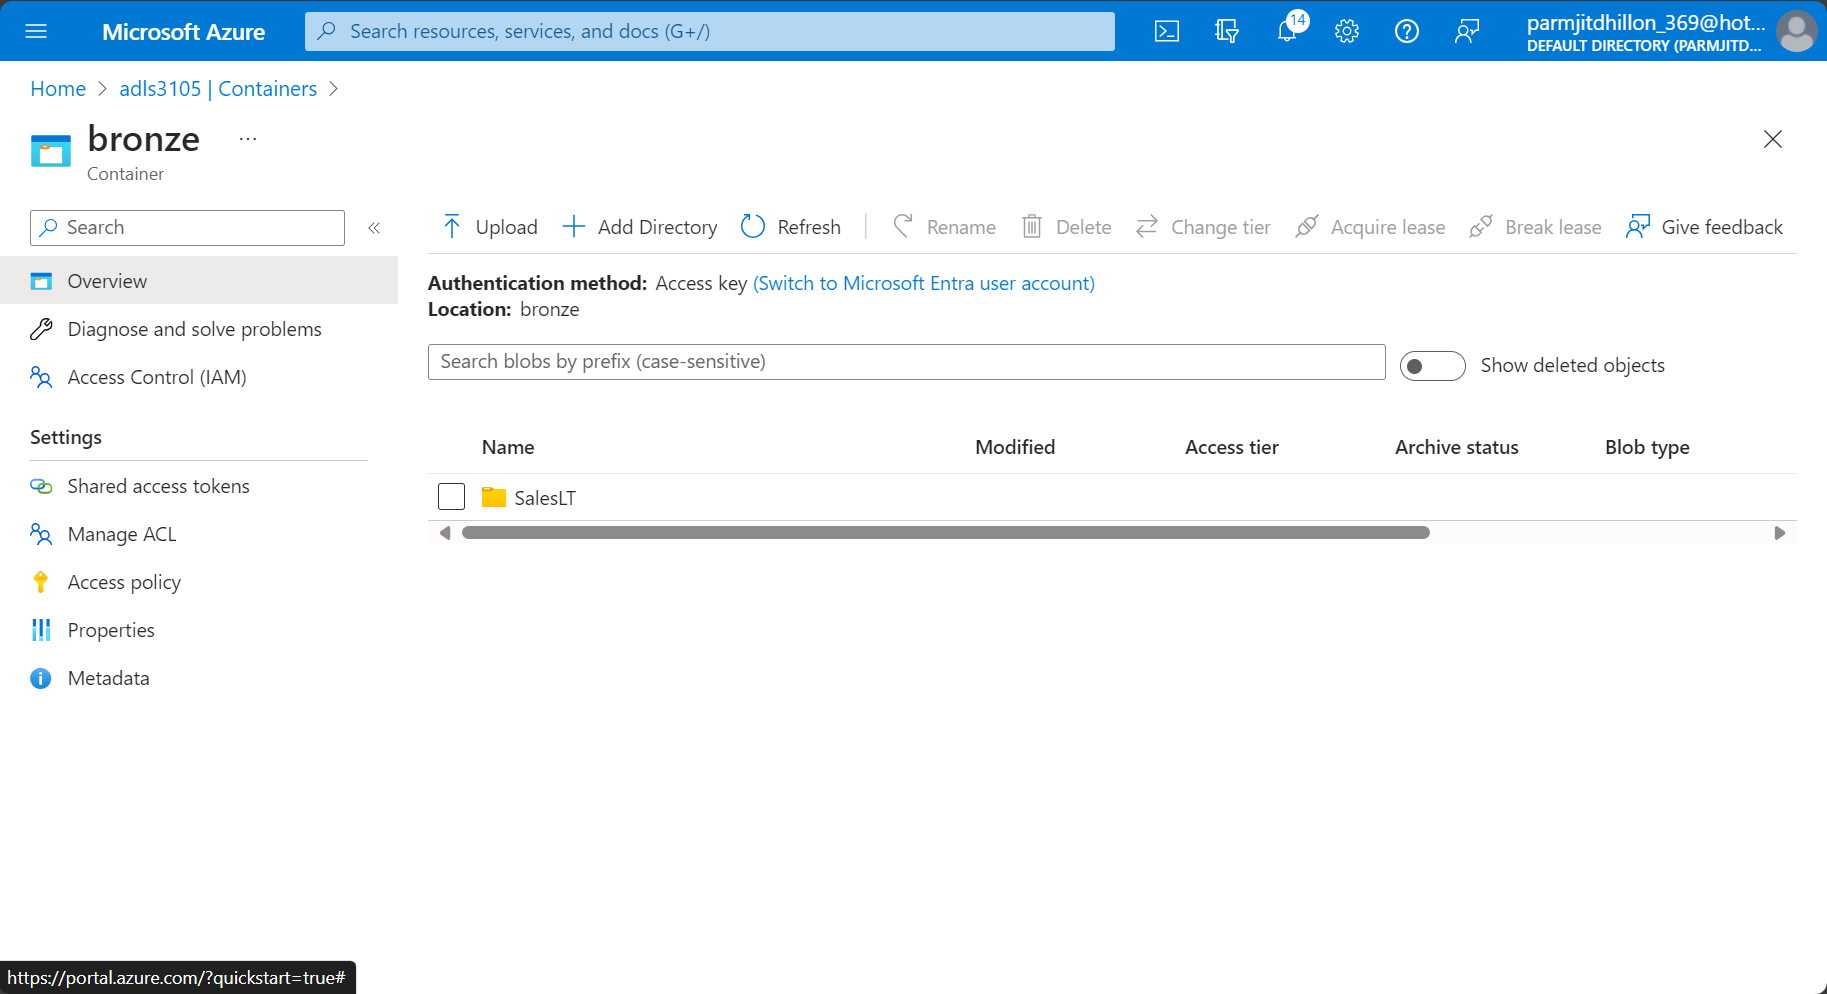 Microsoft Azure
Search resources, services, and docs (G+/)
14
parmjitdhillon_369@hot...
DEFAULT DIRECTORY (PARMJITD...
Home > adls3105 | Containers >
bronze ...
Container
Search
«
Upload
Add Directory
Refresh
Rename
Delete
Change tier
Acquire lease
Break lease
Give feedback
Overview
Diagnose and solve problems
Access Control (IAM)
Settings
Shared access tokens
Manage ACL
Access policy
Properties
Metadata
Authentication method: Access key (Switch to Microsoft Entra user account)
Location: bronze
Search blobs by prefix (case-sensitive)
Show deleted objects
Name Modified Access tier Archive status Blob type
SalesLT
https://portal.azure.com/?quickstart=true#